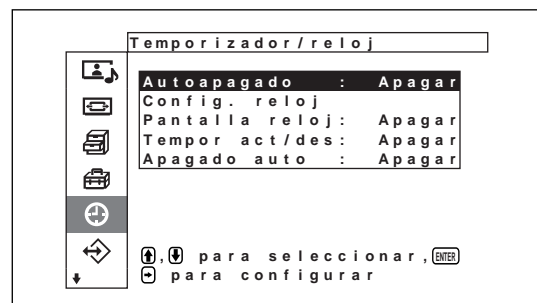 Temporizador/reloj
Autoapagado : Apagar
Config. reloj
Pantalla reloj: Apagar
Tempor act/des: Apagar
Apagado auto : Apagar
, para seleccionar, ENTER
para configurar